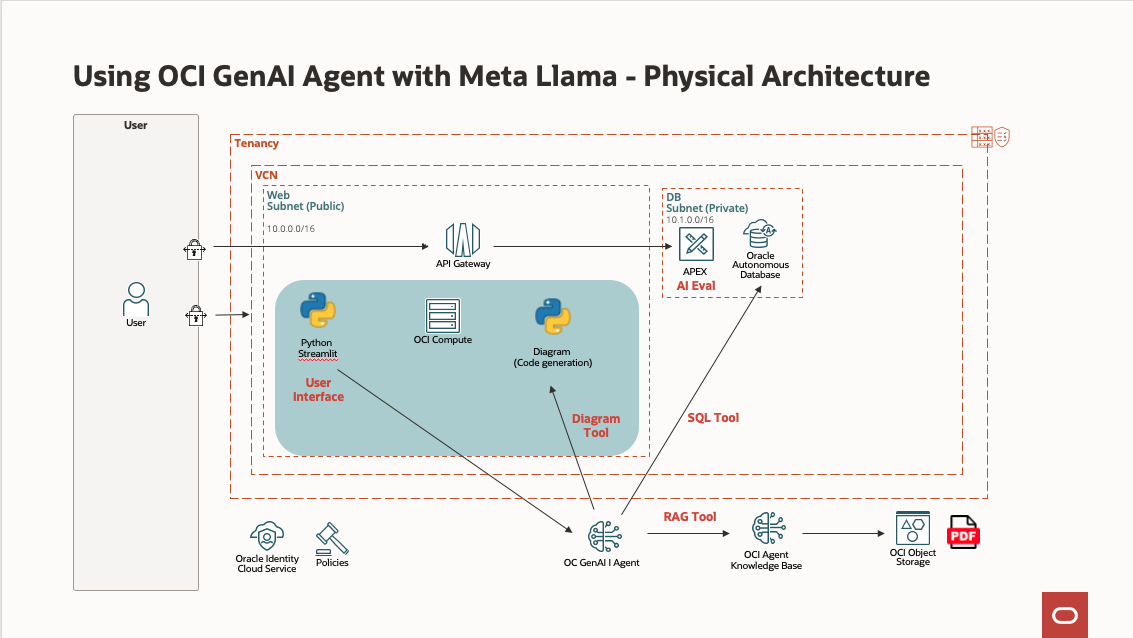 Using OCI GenAI Agent with Meta Llama - Physical Architecture
User
Tenancy
VCN
Web
Subnet (Public)
10.0.0.0/16
DB
Subnet (Private)
10.1.0.0/16
API Gateway
APEX
AI Eval
Oracle
Autonomous
Database
User
Python
Streamlit
User
Interface
OCI Compute
Diagram
(Code generation)
Diagram
Tool
SQL Tool
RAG Tool
Oracle Identity
Cloud Service
Policies
OC GenAI I Agent
OCI Agent
Knowledge Base
OCI Object
Storage
PDF